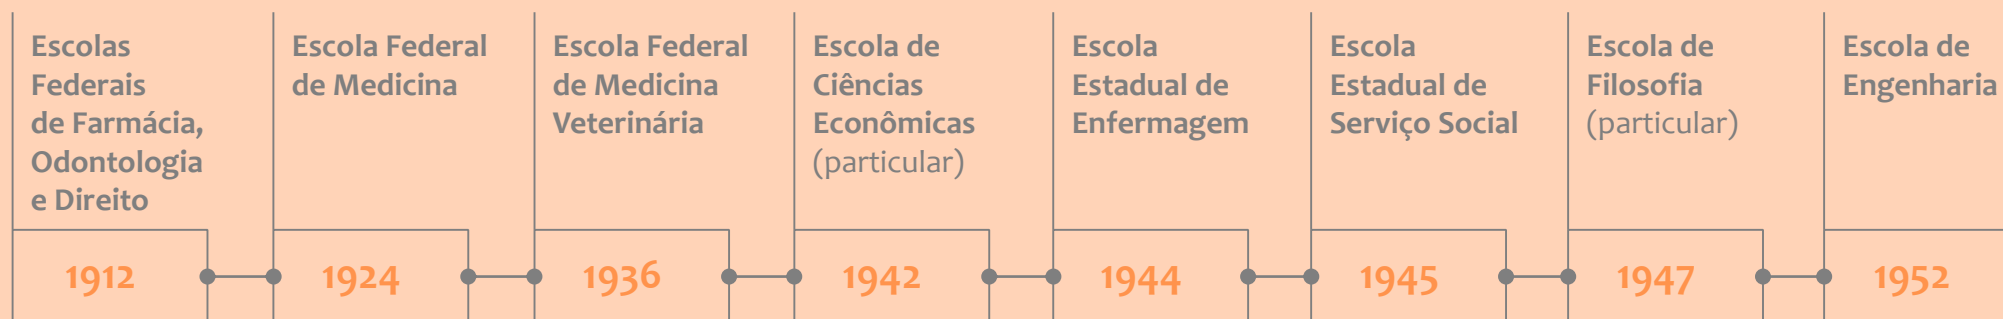 Escolas
Federais
de Farmácia,
Odontologia
e Direito
1912
Escola Federal
de Medicina
1924
Escola Federal
de Medicina
Veterinária
1936
Escola de
Ciências
Econômicas
(particular)
1942
Escola
Estadual de
Enfermagem
1944
Escola
Estadual de
Serviço Social
1945
Escola de
Filosofia
(particular)
1947
Escola de
Engenharia
1952